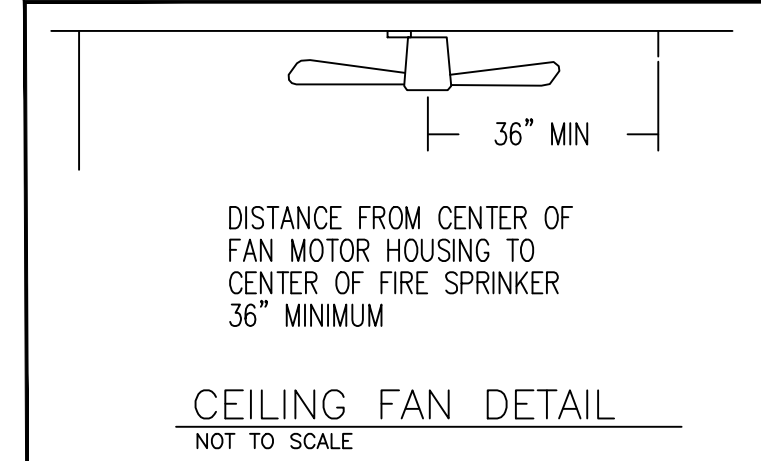 36" MIN
DISTANCE FROM CENTER OF
FAN MOTOR HOUSING TO
CENTER OF FIRE SPRINKER
36" MINIMUM
CEILING FAN DETAIL
NOT TO SCALE